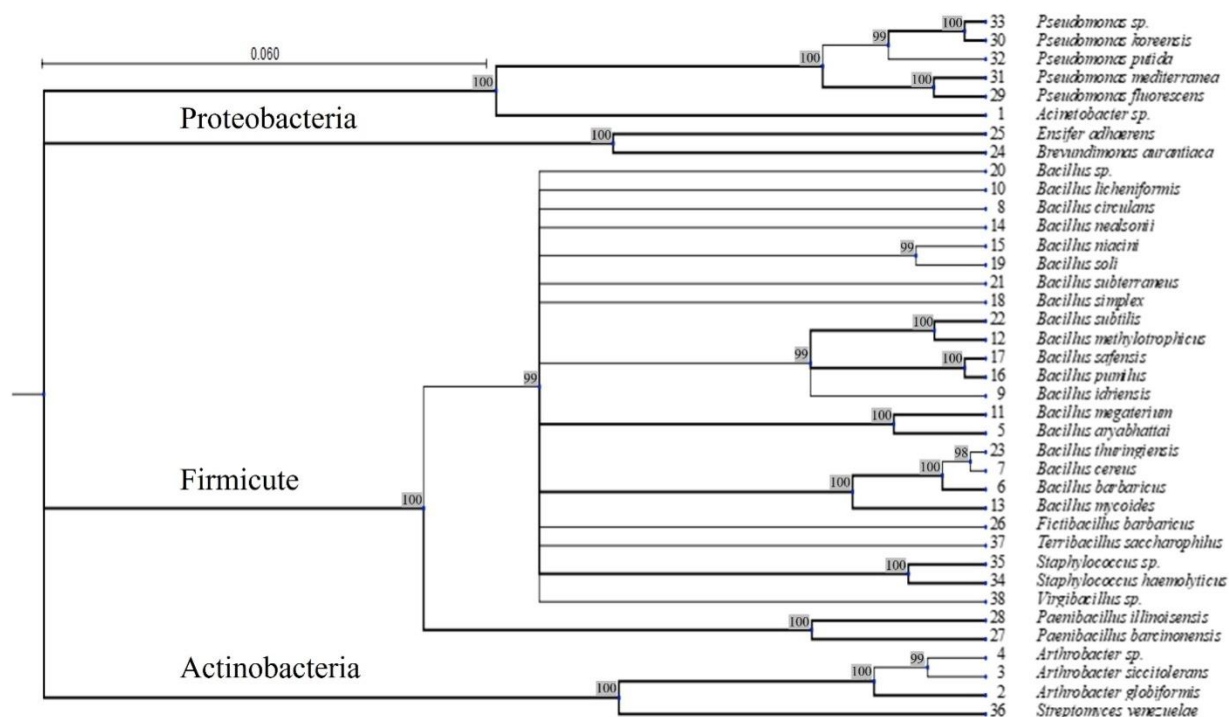 100 33 Pseudomonas sp.
99 30 Pseudomonas koreensis
0.060 100 32 Pseudomonas putida
100 100 31 Pseudomonas mediterranea
29 Pseudomonas fluorescens
Proteobacteria 1 Acinetobacter sp.
100 25 Ensifer adhaerens
24 Brevundimonas aurantiaca
20 Bacillus sp.
10 Bacillus licheniformis
8 Bacillus circulans
14 Bacillus nealsonii
99 15 Bacillus niacini
19 Bacillus soli
21 Bacillus subterraneus
18 Bacillus simplex
100 22 Bacillus subtilis
12 Bacillus methylotrophicus
99 100 17 Bacillus safensis
99 16 Bacillus pumilus
9 Bacillus idriensis
100 11 Bacillus megaterium
5 Bacillus aryabhattai
98 23 Bacillus thuringiensis
100 7 Bacillus cereus
Firmicute 100 6 Bacillus barbaricus
100 13 Bacillus mycoides
26 Fictibacillus barbaricus
37 Terribacillus saccharophilus
100 35 Staphylococcus sp.
34 Staphylococcus haemolyticus
38 Virgibacillus sp.
100 28 Paenibacillus illinoisensis
27 Paenibacillus barcinonensis
Actinobacteria 99 4 Arthrobacter sp.
100 3 Arthrobacter siccitolerans
100 2 Arthrobacter globiformis
36 Streptomyces venezuelae